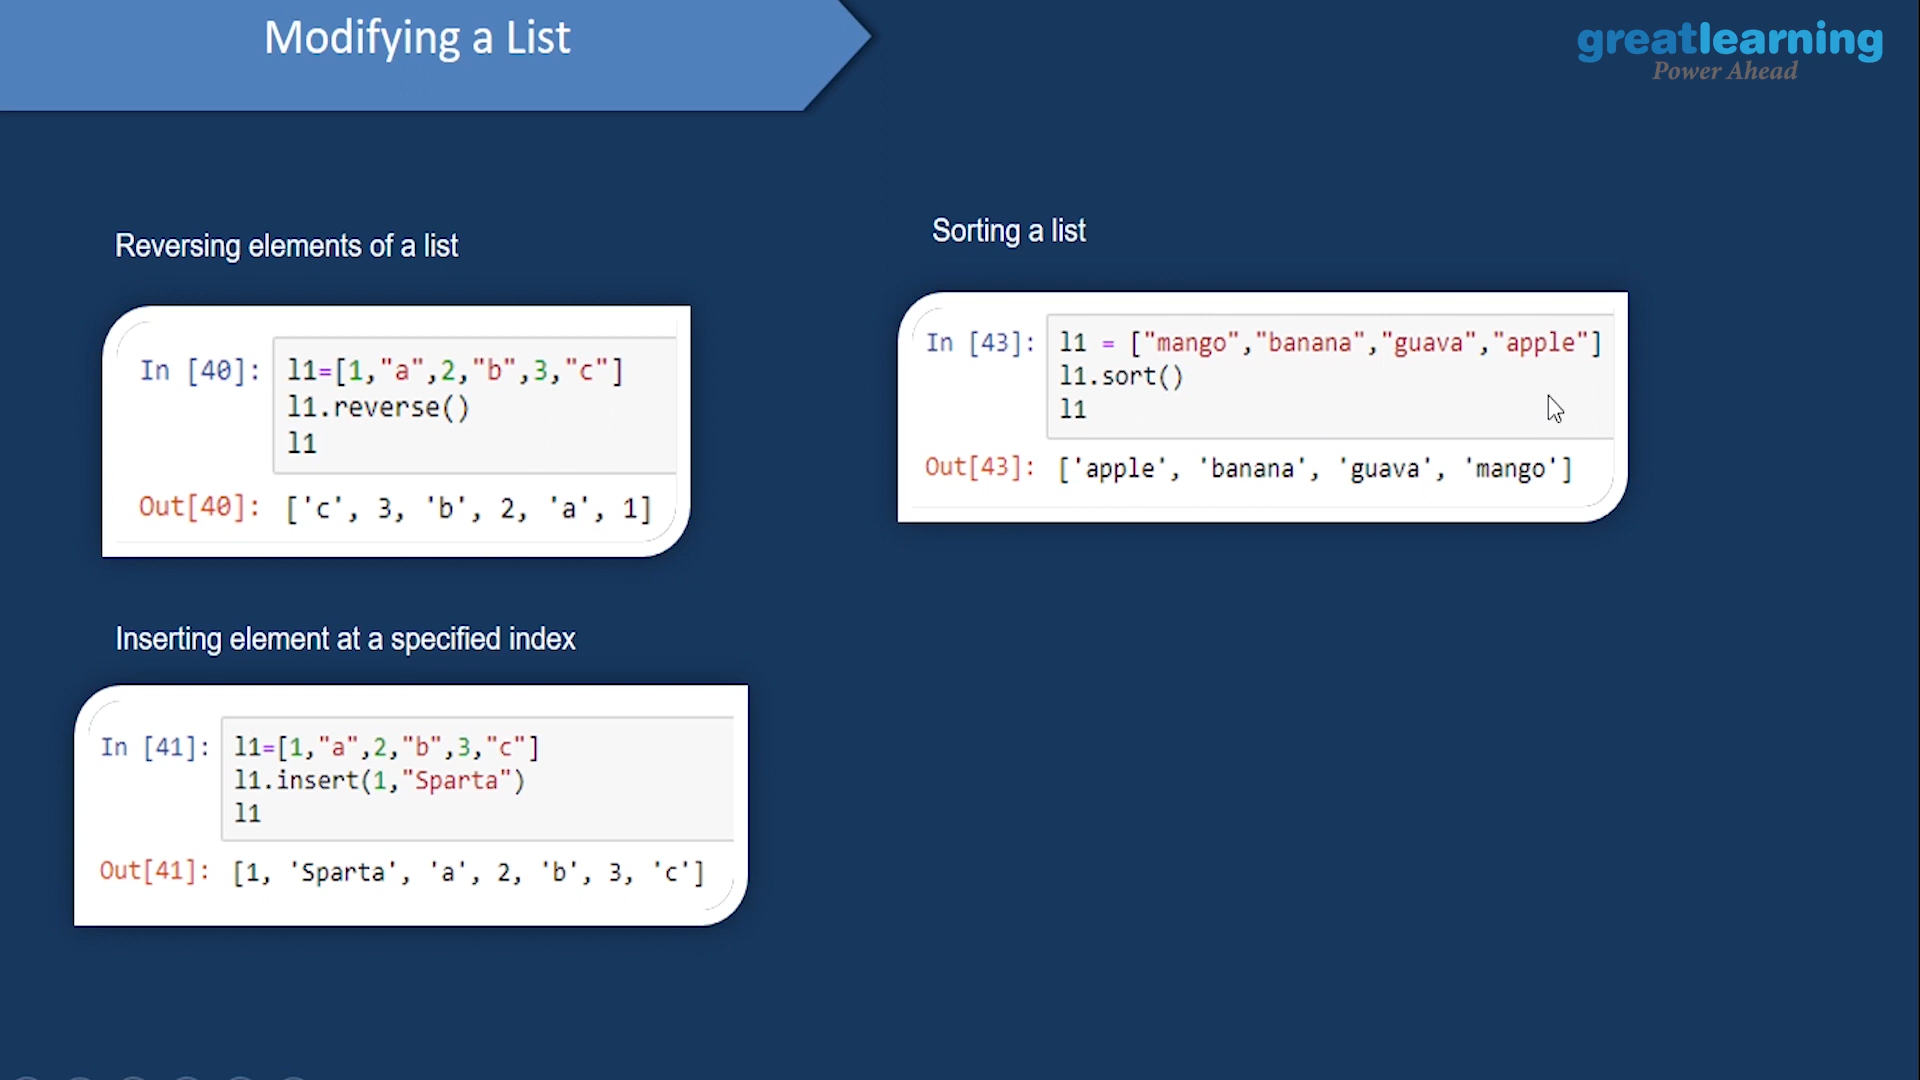 Modifying a List
greatlearning
Power Ahead
Reversing elements of a list
In [40]: l1=[1,"a",2,"b",3,"c"]
l1.reverse()
l1
Out[40]: ['c', 3, 'b', 2, 'a', 1]
Inserting element at a specified index
In [41]: l1=[1,"a",2,"b",3,"c"]
l1.insert(1,"Sparta")
l1
Out[41]: [1, 'Sparta', 'a', 2, 'b', 3, 'c']
Sorting a list
In [43]: l1 = ["mango","banana","guava","apple"]
l1.sort()
l1
Out[43]: ['apple', 'banana', 'guava', 'mango']